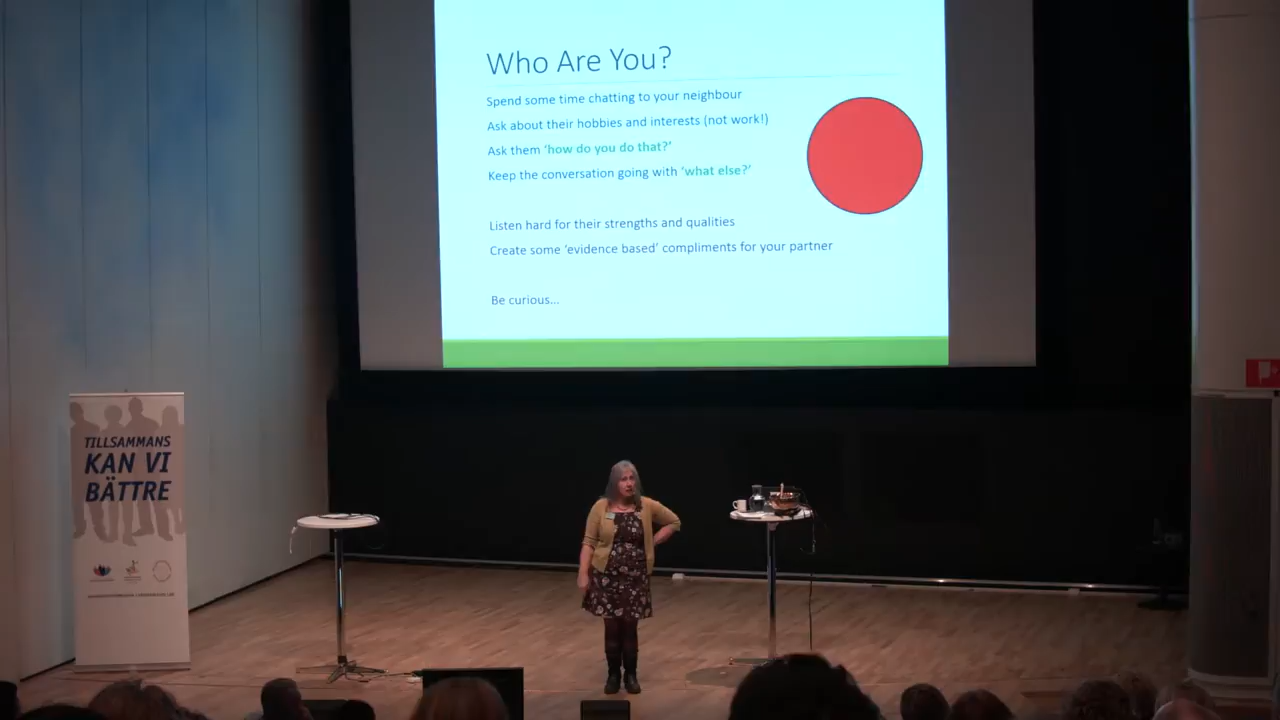 Who Are You?
Spend some time chatting to your neighbour
Ask about their hobbies and interests (not work!)
Ask them ‘how do you do that?’
Keep the conversation going with ‘what else?’
Listen hard for their strengths and qualities
Create some ‘evidence based’ compliments for your partner
Be curious...
TILLSAMMANS
KAN VI
BÄTTRE